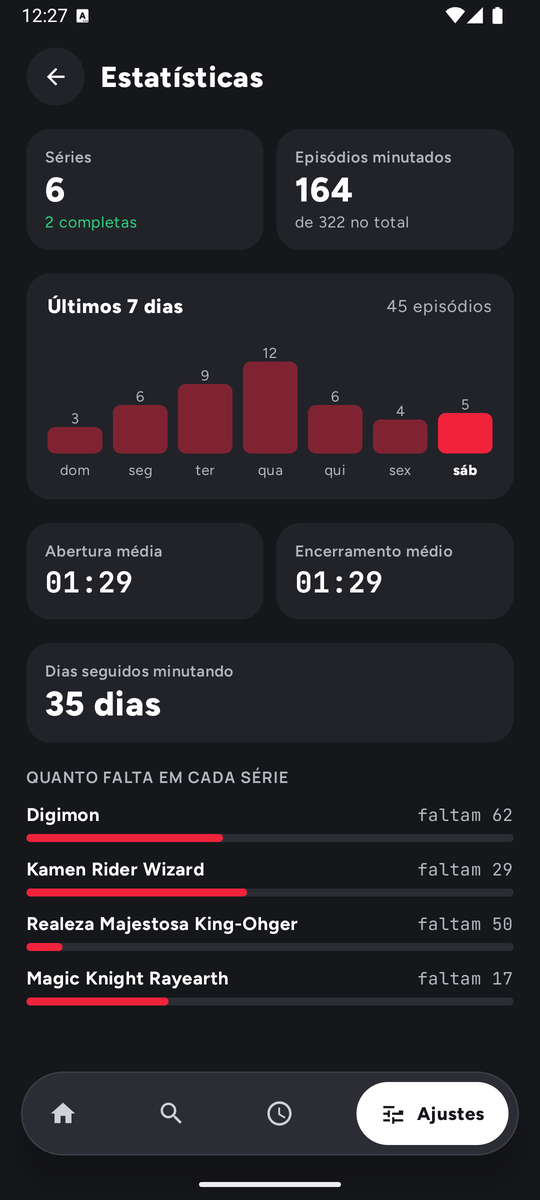 12:27 A
Estatísticas
Séries
6
2 completas
Episódios minutados
164
de 322 no total
Últimos 7 dias
45 episódios
3
6
9
12
6
4
5
dom
seg
ter
qua
qui
sex
sáb
Abertura média
01:29
Encerramento médio
01:29
Dias seguidos minutando
35 dias
QUANTO FALTA EM CADA SÉRIE
Digimon
faltam 62
Kamen Rider Wizard
faltam 29
Realeza Majestosa King-Ohger
faltam 50
Magic Knight Rayearth
faltam 17
Ajustes